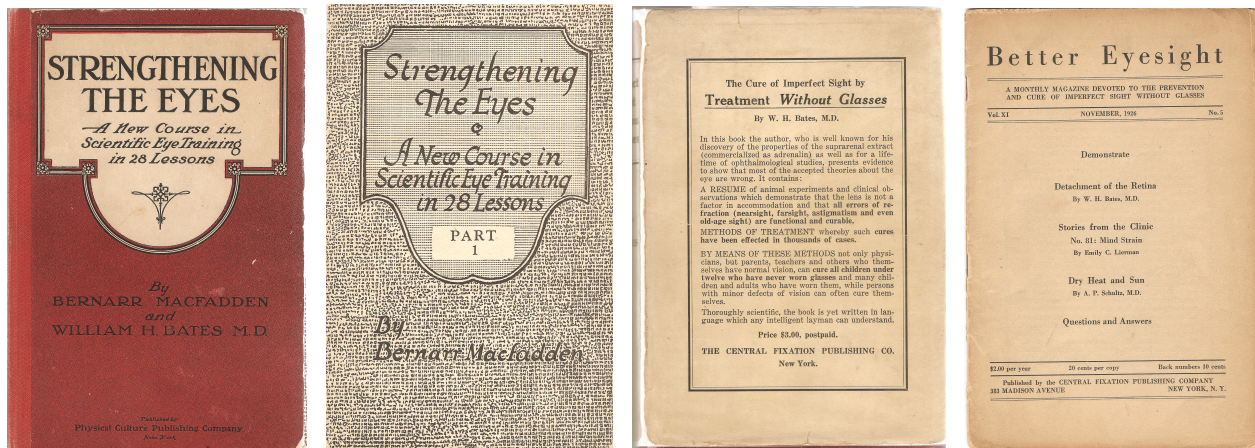 STRENGTHENING
THE EYES
A New Course in
Scientific Eye Training
in 28 Lessons
By
BERNARR MACFADDEN
and
WILLIAM H. BATES M.D
Published by
Physical Culture Publishing Company
New York
Strengthening
The Eyes
A New Course in
Scientific Eye Training
in 28 Lessons
PART
1
By
Bernarr Macfadden
The Cure of Imperfect Sight by
Treatment Without Glasses
By W. H. Bates, M.D.
In this book the author, who is well known for his
discovery of the properties of the suprarenal extract
(commercialized as adrenalin) as well as for a life-
time of ophthalmological studies, presents evidence
to show that most of the accepted theories about the
eye are wrong. It contains:
A RESUME of animal experiments and clinical ob-
servations which demonstrate that the lens is not a
factor in accommodation and that all errors of re-
fraction (nearsight, farsight, astigmatism and even
old-age sight) are functional and curable.
METHODS OF TREATMENT whereby such cures
have been effected in thousands of cases.
BY MEANS OF THESE METHODS not only physi-
cians, but parents, teachers and others who them-
selves have normal vision, can cure all children under
twelve who have never worn glasses and many chil-
dren and adults who have worn them, while persons
with minor defects of vision can often cure them-
selves.
Thoroughly scientific, the book is yet written in lan-
guage which any intelligent layman can understand.
Price $3.00, postpaid.
THE CENTRAL FIXATION PUBLISHING CO.
New York.
Better Eyesight
A MONTHLY MAGAZINE DEVOTED TO THE PREVENTION
AND CURE OF IMPERFECT SIGHT WITHOUT GLASSES
Vol. XI NOVEMBER, 1926 No. 5
Demonstrate
Detachment of the Retina
By W. H. Bates, M.D.
Stories from the Clinic
No. 81: Mind Strain
By Emily C. Lierman
Dry Heat and Sun
By A. P. Schultz, M.D.
Questions and Answers
$2.00 per year 20 cents per copy Back numbers 30 cents
Published by the CENTRAL FIXATION PUBLISHING COMPANY
383 MADISON AVENUE NEW YORK, N. Y.